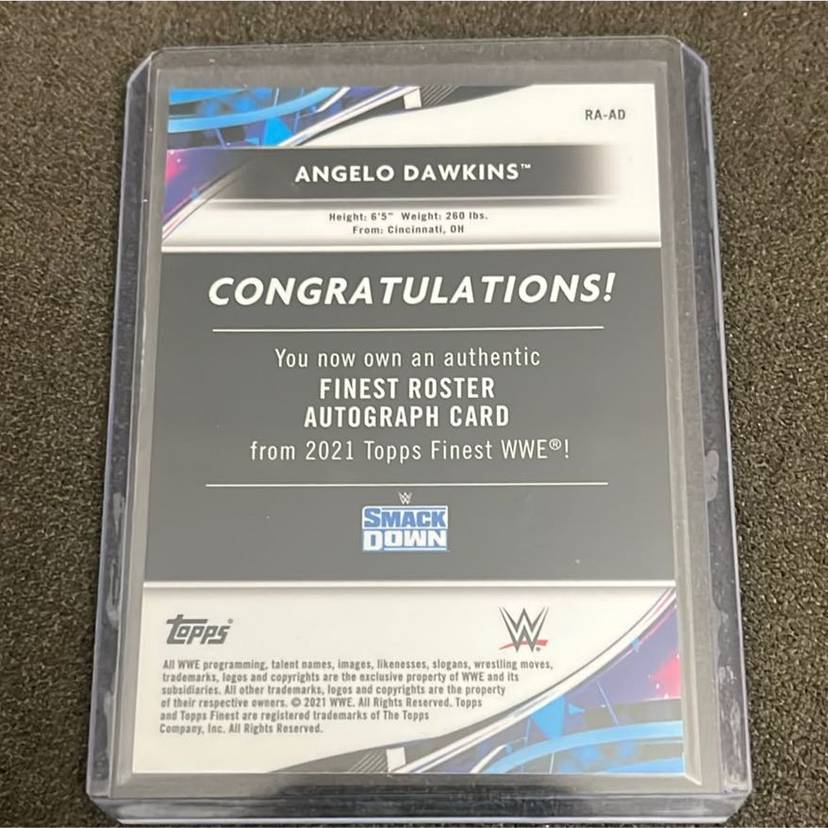 RA-AD
ANGELO DAWKINS™
Height: 6'5" Weight: 260 lbs.
From: Cincinnati, OH
CONGRATULATIONS!
You now own an authentic
FINEST ROSTER
AUTOGRAPH CARD
from 2021 Topps Finest WWE®!
W
SMACK
DOWN
TOPPS®
W
All WWE programming, talent names, images, likenesses, slogans, wrestling moves,
trademarks, logos and copyrights are the exclusive property of WWE and its
subsidiaries. All other trademarks, logos and copyrights are the property
of their respective owners. © 2021 WWE. All Rights Reserved. Topps
and Topps Finest are registered trademarks of The Topps
Company, Inc. All Rights Reserved.